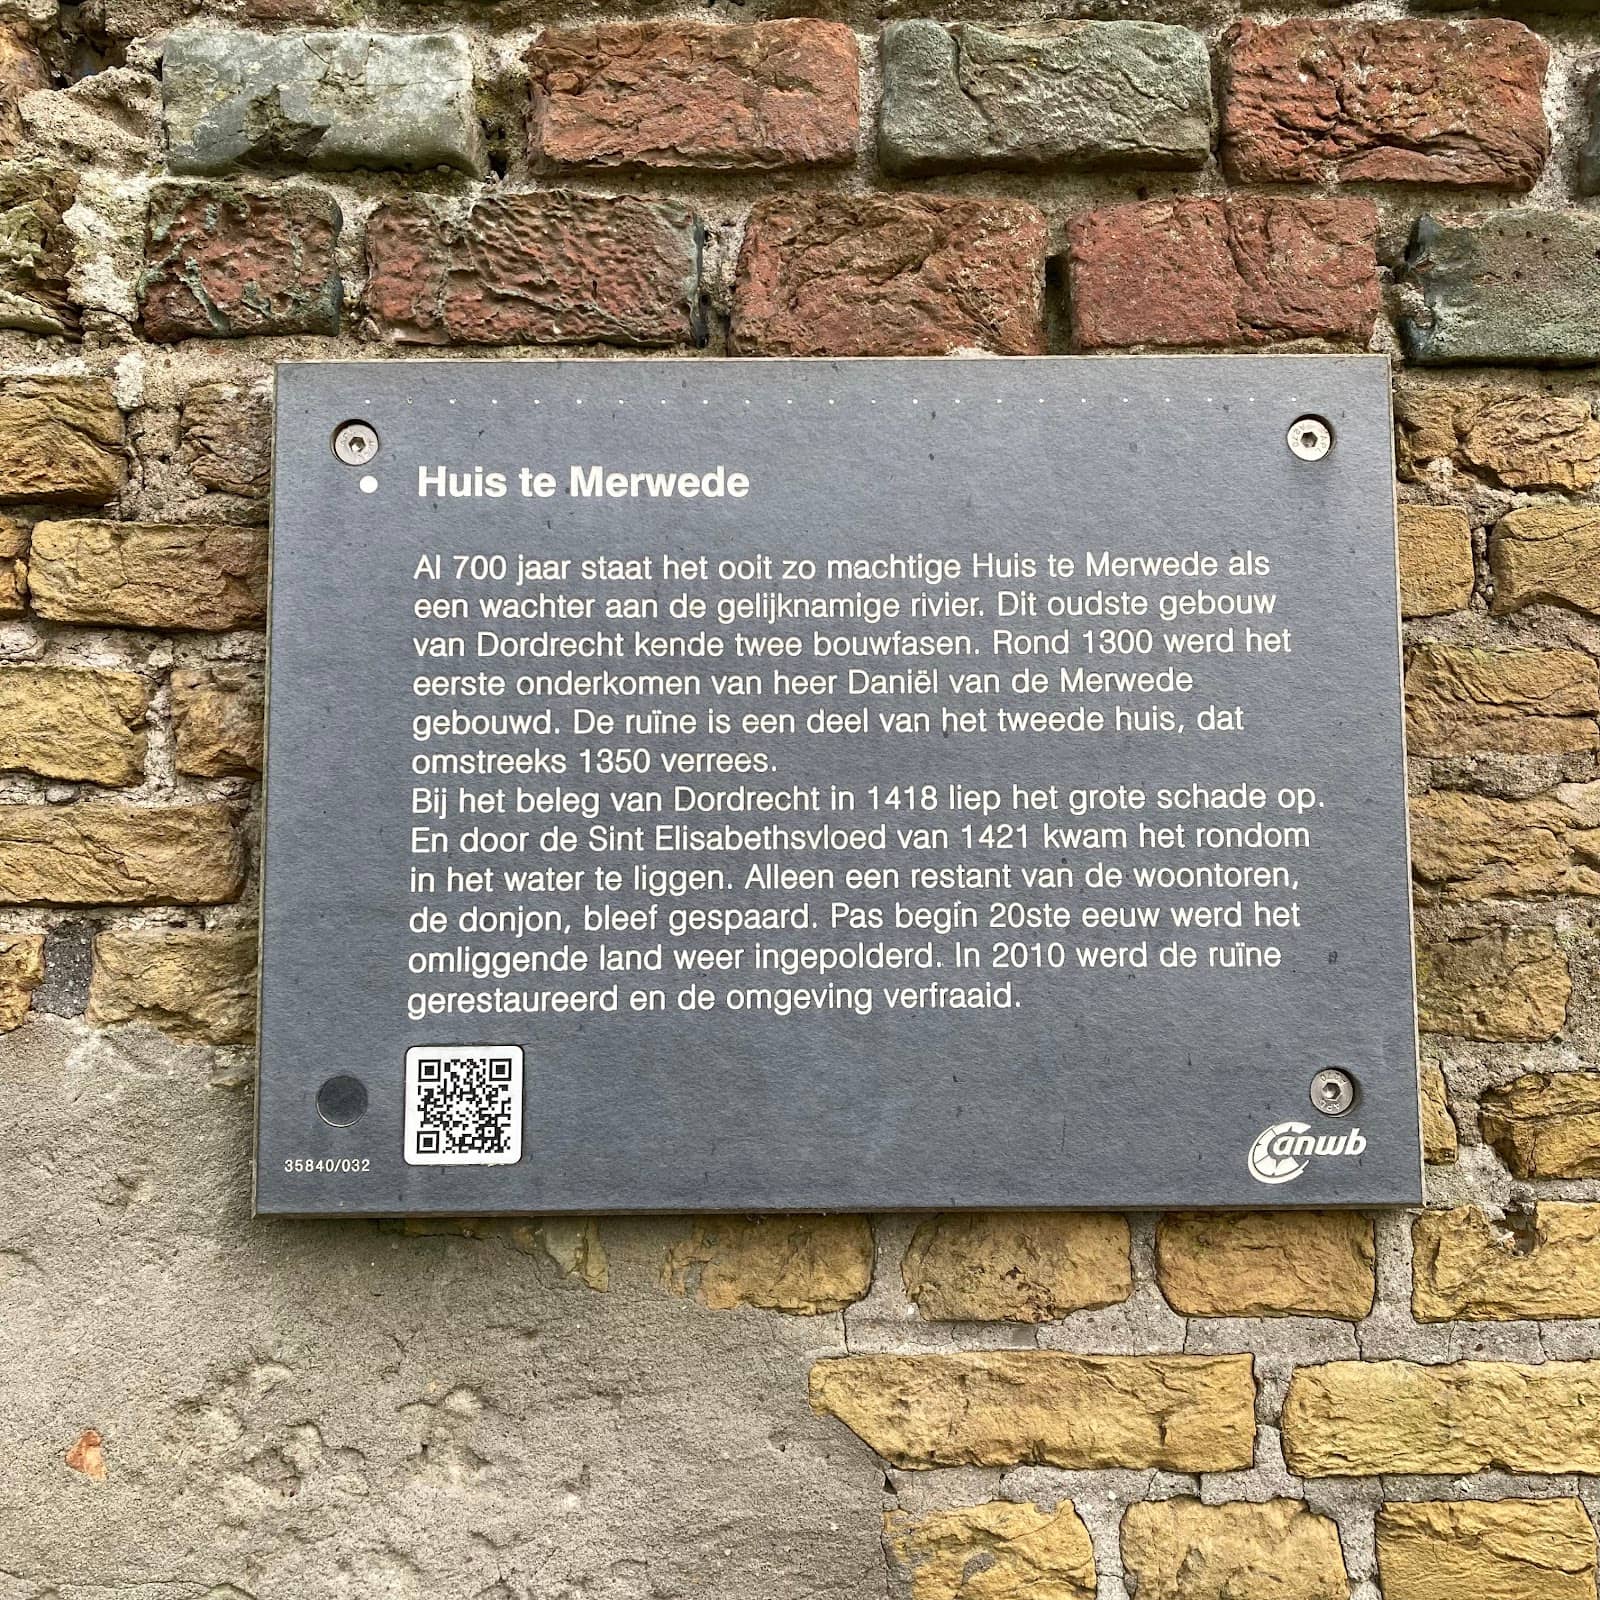 Huis te Merwede
Al 700 jaar staat het ooit zo machtige Huis te Merwede als
een wachter aan de gelijknamige rivier. Dit oudste gebouw
van Dordrecht kende twee bouwfasen. Rond 1300 werd het
eerste onderkomen van heer Daniël van de Merwede
gebouwd. De ruïne is een deel van het tweede huis, dat
omstreeks 1350 verrees.
Bij het beleg van Dordrecht in 1418 liep het grote schade op.
En door de Sint Elisabethsvloed van 1421 kwam het rondom
in het water te liggen. Alleen een restant van de woontoren,
de donjon, bleef gespaard. Pas begin 20ste eeuw werd het
omliggende land weer ingepolderd. In 2010 werd de ruïne
gerestaureerd en de omgeving verfraaid.
35840/032
anwb